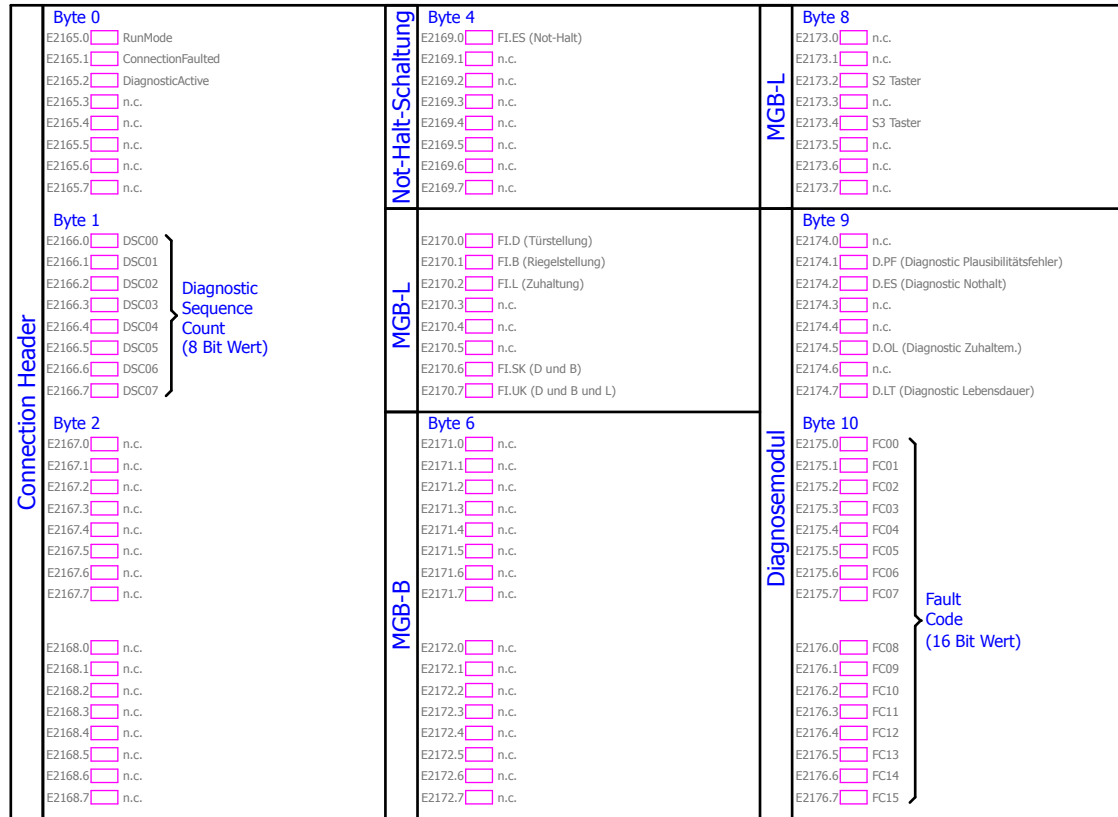 Connection Header
Byte 0
E2165.0 RunMode
E2165.1 ConnectionFaulted
E2165.2 DiagnosticActive
E2165.3 n.c.
E2165.4 n.c.
E2165.5 n.c.
E2165.6 n.c.
E2165.7 n.c.
Byte 1
E2166.0 DSC00
E2166.1 DSC01
E2166.2 DSC02
E2166.3 DSC03
E2166.4 DSC04
E2166.5 DSC05
E2166.6 DSC06
E2166.7 DSC07
Diagnostic
Sequence
Count
(8 Bit Wert)
Byte 2
E2167.0 n.c.
E2167.1 n.c.
E2167.2 n.c.
E2167.3 n.c.
E2167.4 n.c.
E2167.5 n.c.
E2167.6 n.c.
E2167.7 n.c.
E2168.0 n.c.
E2168.1 n.c.
E2168.2 n.c.
E2168.3 n.c.
E2168.4 n.c.
E2168.5 n.c.
E2168.6 n.c.
E2168.7 n.c.
Not-Halt-Schaltung
Byte 4
E2169.0 FI.ES (Not-Halt)
E2169.1 n.c.
E2169.2 n.c.
E2169.3 n.c.
E2169.4 n.c.
E2169.5 n.c.
E2169.6 n.c.
E2169.7 n.c.
MGB-L
E2170.0 FI.D (Türstellung)
E2170.1 FI.B (Riegelstellung)
E2170.2 FI.L (Zuhaltung)
E2170.3 n.c.
E2170.4 n.c.
E2170.5 n.c.
E2170.6 FI.SK (D und B)
E2170.7 FI.UK (D und B und L)
MGB-B
Byte 6
E2171.0 n.c.
E2171.1 n.c.
E2171.2 n.c.
E2171.3 n.c.
E2171.4 n.c.
E2171.5 n.c.
E2171.6 n.c.
E2171.7 n.c.
E2172.0 n.c.
E2172.1 n.c.
E2172.2 n.c.
E2172.3 n.c.
E2172.4 n.c.
E2172.5 n.c.
E2172.6 n.c.
E2172.7 n.c.
MGB-L
Byte 8
E2173.0 n.c.
E2173.1 n.c.
E2173.2 S2 Taster
E2173.3 n.c.
E2173.4 S3 Taster
E2173.5 n.c.
E2173.6 n.c.
E2173.7 n.c.
Diagnosemodul
Byte 9
E2174.0 n.c.
E2174.1 D.PF (Diagnostic Plausibilitätsfehler)
E2174.2 D.ES (Diagnostic Nothalt)
E2174.3 n.c.
E2174.4 n.c.
E2174.5 D.OL (Diagnostic Zuhaltem.)
E2174.6 n.c.
E2174.7 D.LT (Diagnostic Lebensdauer)
Byte 10
E2175.0 FC00
E2175.1 FC01
E2175.2 FC02
E2175.3 FC03
E2175.4 FC04
E2175.5 FC05
E2175.6 FC06
E2175.7 FC07
E2176.0 FC08
E2176.1 FC09
E2176.2 FC10
E2176.3 FC11
E2176.4 FC12
E2176.5 FC13
E2176.6 FC14
E2176.7 FC15
Fault
Code
(16 Bit Wert)